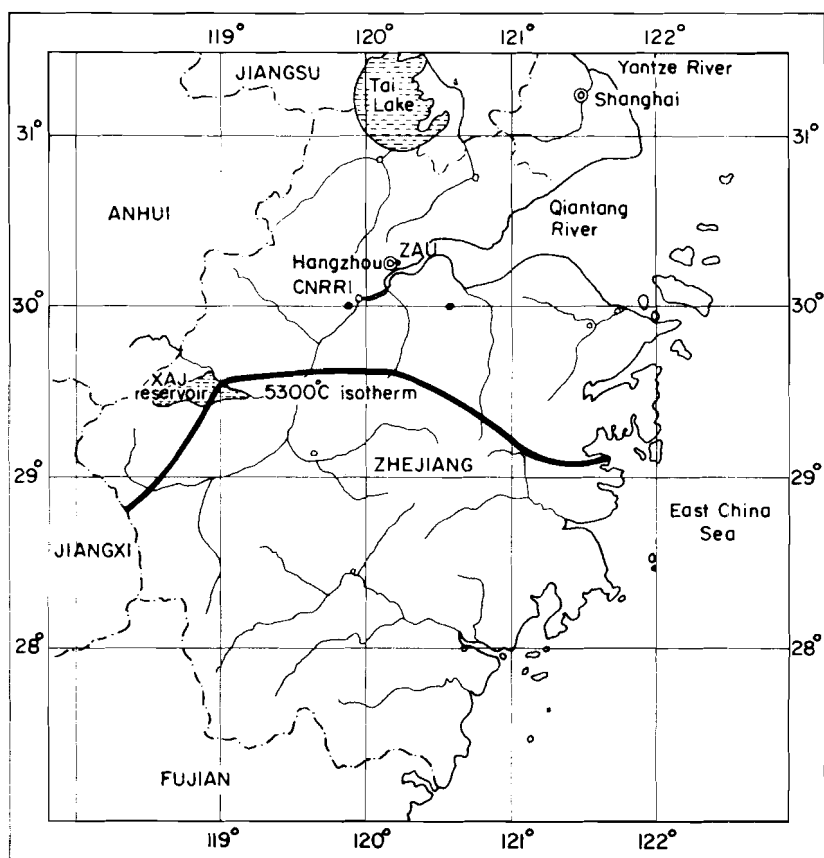 119°
120°
121°
122°
JIANGSU
Tai
Lake
Yantze River
Shanghai
31°
31°
ANHUI
Qiantang
River
ZAU
Hangzhou
CNRRI
30°
30°
XAJ
reservoir
5300°C isotherm
ZHEJIANG
29°
29°
East China
Sea
JIANGXI
28°
28°
FUJIAN
119°
120°
121°
122°